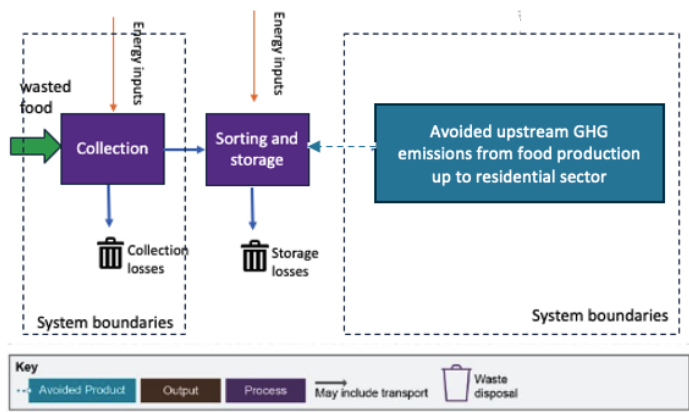 wasted
food
Energy inputs
Energy inputs
Collection
Sorting and
storage
Avoided upstream GHG
emissions from food production
up to residential sector
Collection
losses
Storage
losses
System boundaries
System boundaries
Key
Avoided Product
Output
Process
May include transport
Waste
disposal